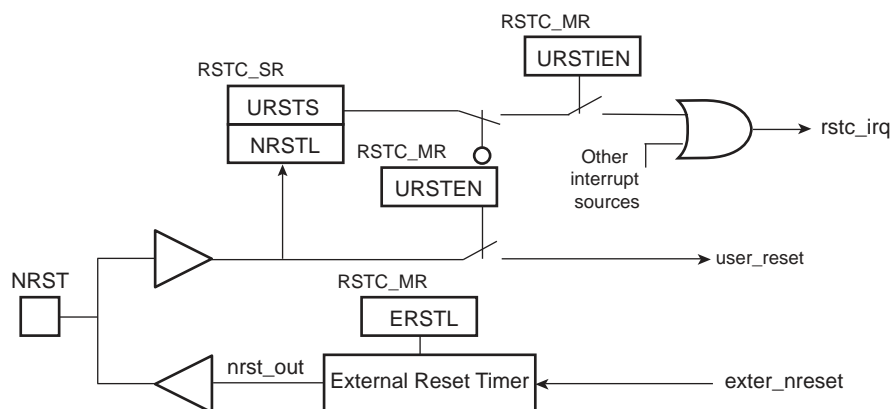 RSTC_MR
URSTIEN
RSTC_SR
URSTS
NRSTL
rstc_irq
RSTC_MR
URSTEN
Other
interrupt
sources
user_reset
NRST
RSTC_MR
ERSTL
nrst_out
External Reset Timer
exter_nreset